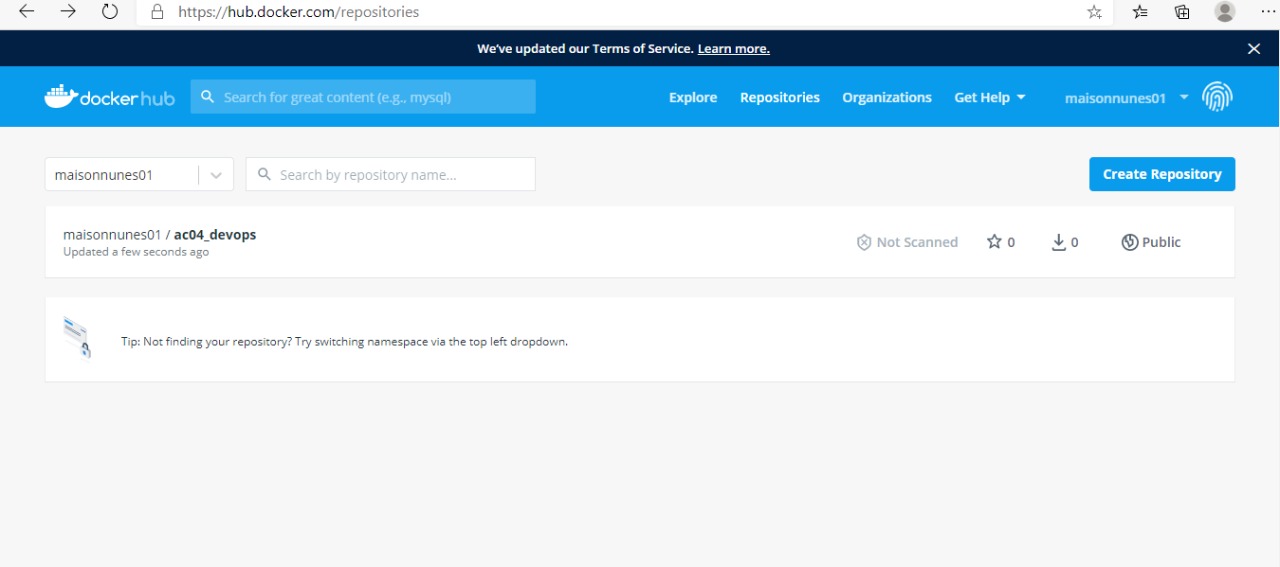 https://hub.docker.com/repositories
We've updated our Terms of Service. Learn more.
docker hub
Search for great content (e.g., mysql)
Explore
Repositories
Organizations
Get Help
maisonnunes01
maisonnunes01
Search by repository name...
Create Repository
maisonnunes01 / ac04_devops
Updated a few seconds ago
Not Scanned
0
0
Public
Tip: Not finding your repository? Try switching namespace via the top left dropdown.